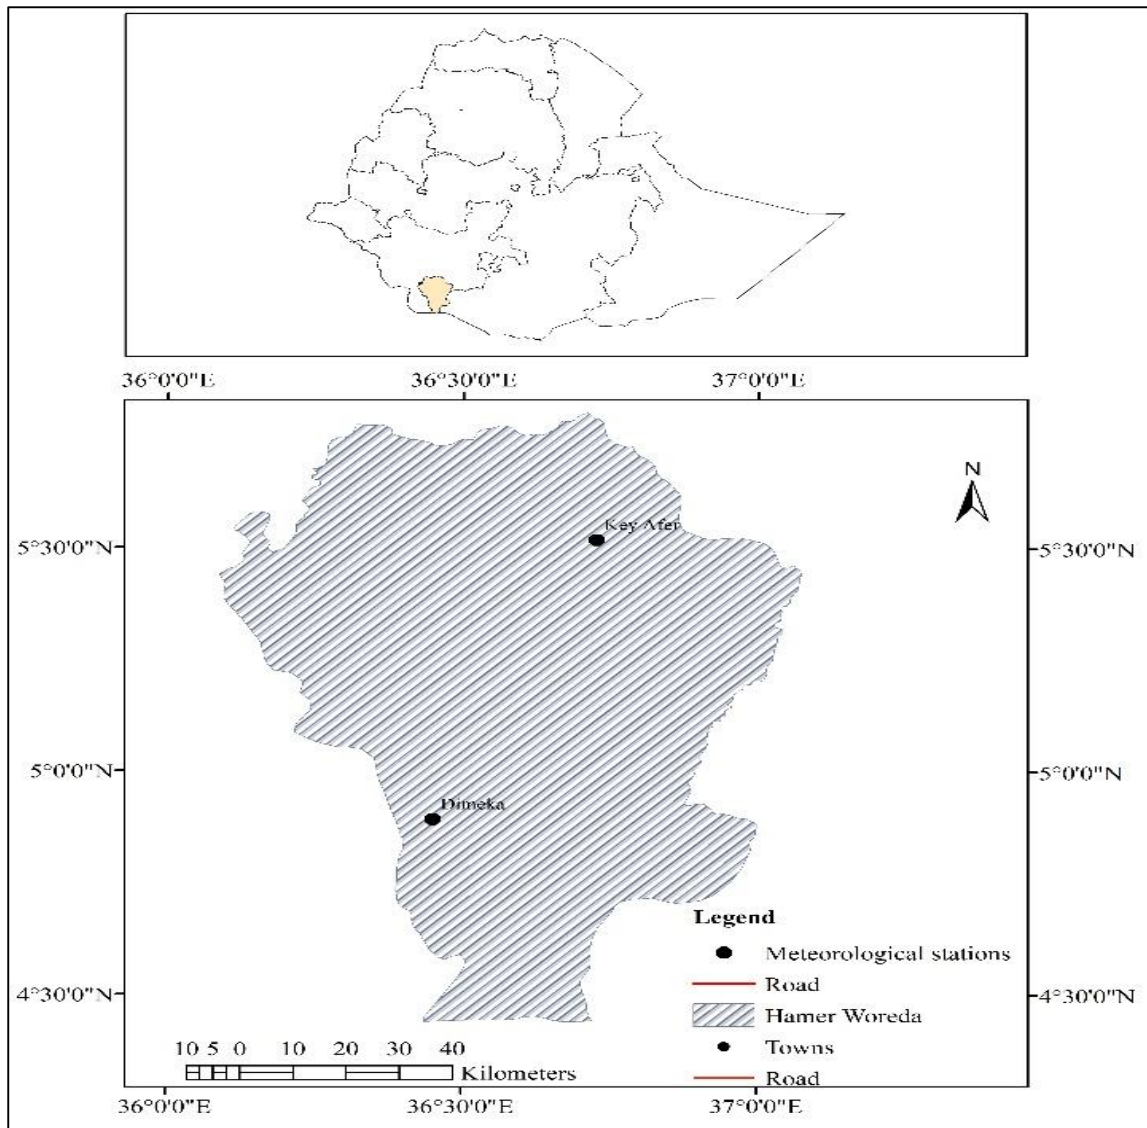 36°0'0"E 36°30'0"E 37°0'0"E
N
Key Afer
5°30'0"N 5°30'0"N
5°0'0"N 5°0'0"N
Dimeka
Legend
Meteorological stations
Road
4°30'0"N 4°30'0"N
Hamer Woreda
Towns
Road
10 5 0 10 20 30 40
Kilometers
36°0'0"E 36°30'0"E 37°0'0"E